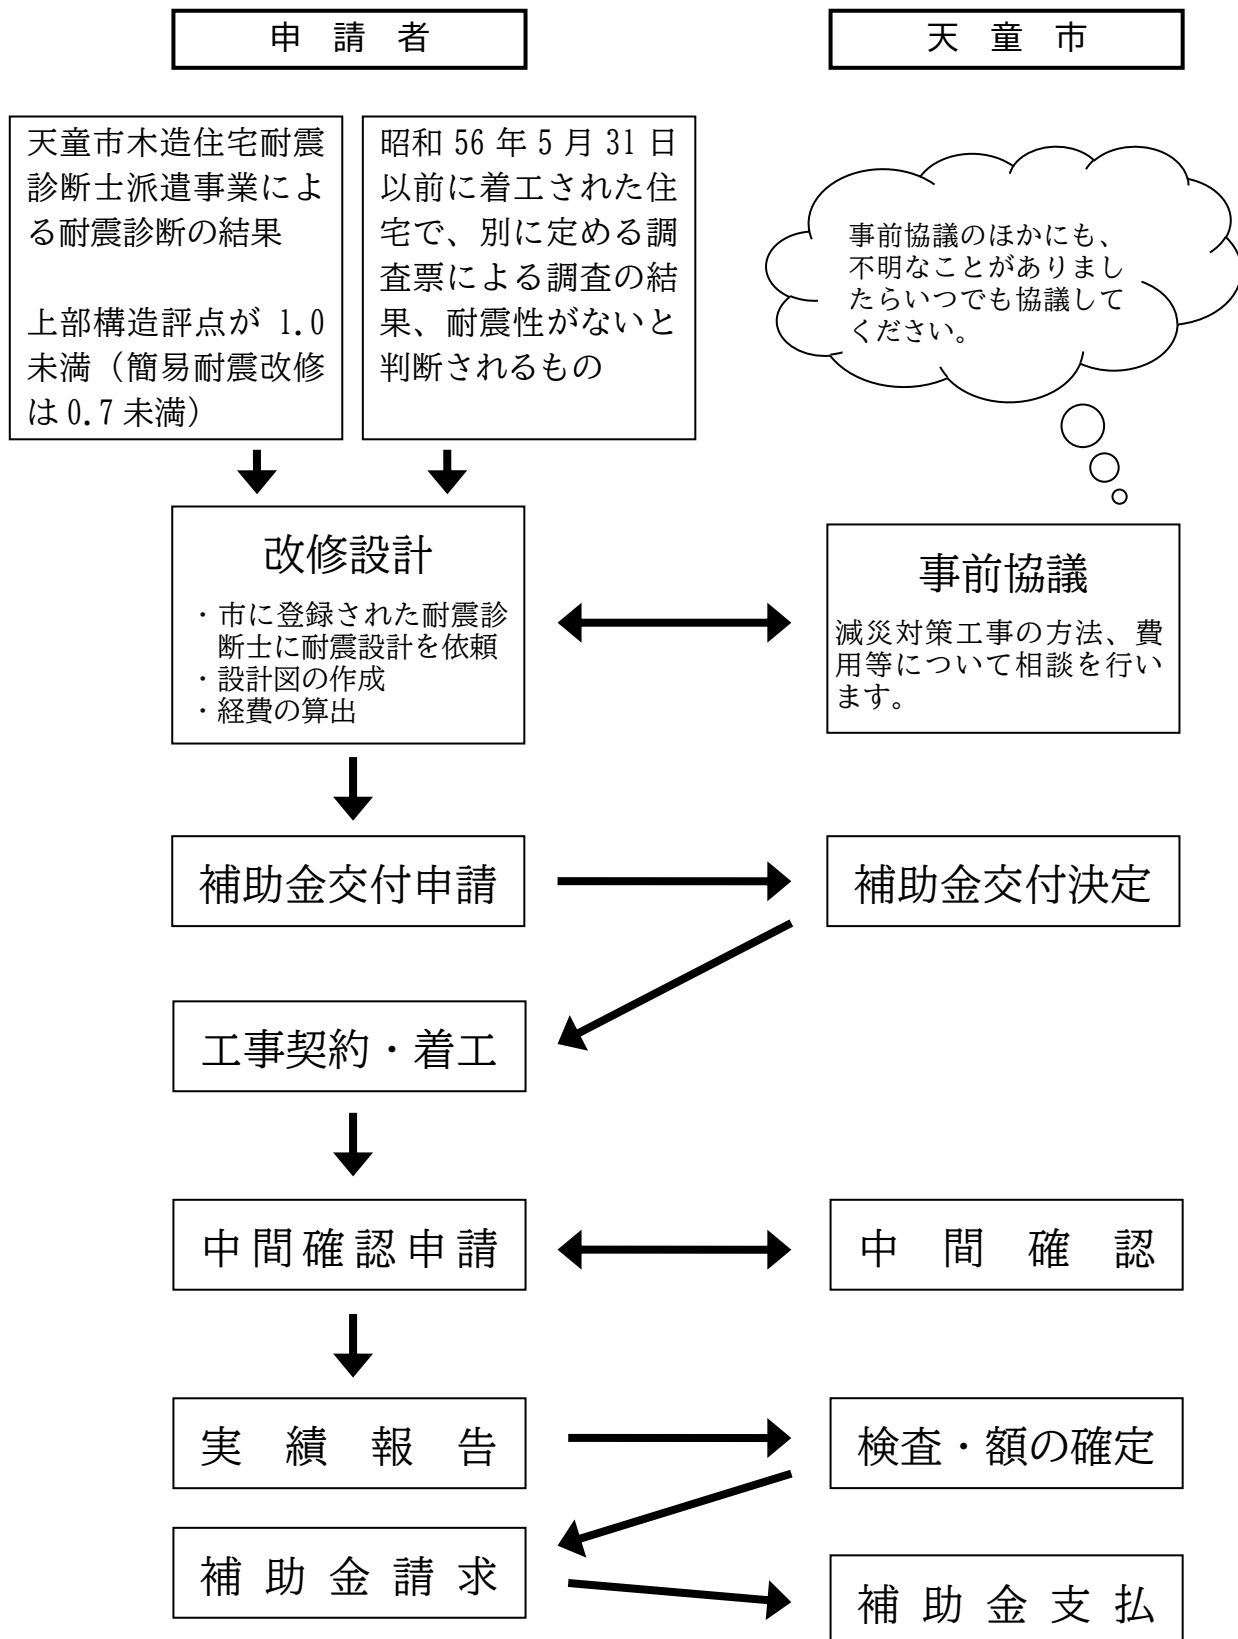 申請者
天童市
天童市木造住宅耐震
診断士派遣事業によ
る耐震診断の結果
上部構造評点が 1.0
未満（簡易耐震改修
は 0.7 未満）
昭和 56 年 5 月 31 日
以前に着工された住
宅で、別に定める調
査票による調査の結
果、耐震性がないと
判断されるもの
事前協議のほかにも、
不明なことがありまし
たらいつでも協議して
ください。
改修設計
・市に登録された耐震診
断士に耐震設計を依頼
・設計図の作成
・経費の算出
事前協議
減災対策工事の方法、費
用等について相談を行い
ます。
補助金交付申請
補助金交付決定
工事契約・着工
中間確認申請
中間確認
実績報告
検査・額の確定
補助金請求
補助金支払